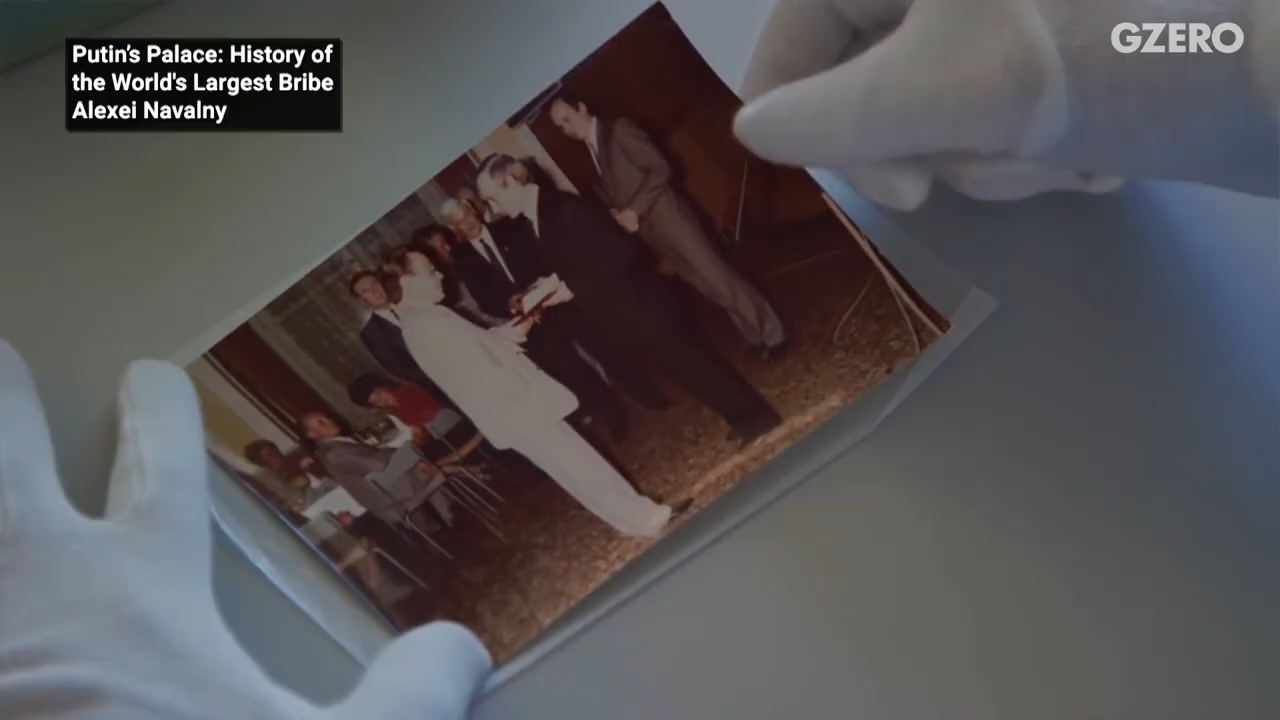 Putin's Palace: History of
the World's Largest Bribe
Alexei Navalny
GZERO